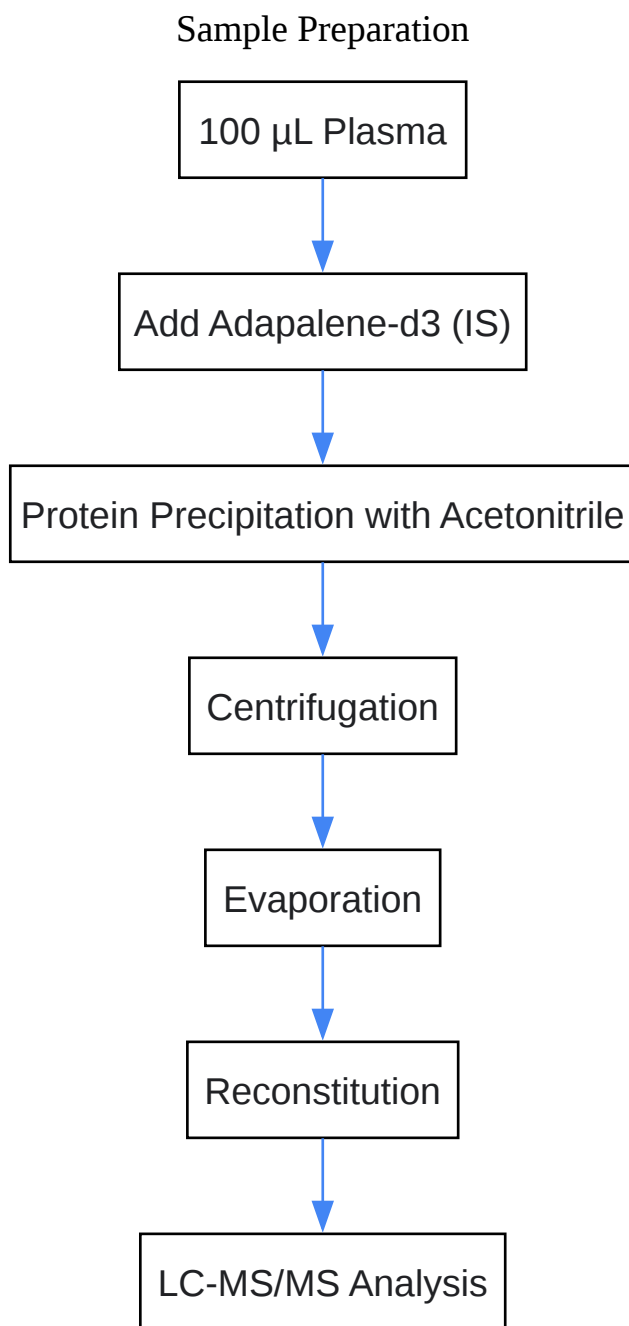 Sample Preparation
100 µL Plasma
Add Adapalene-d3 (IS)
Protein Precipitation with Acetonitrile
Centrifugation
Evaporation
Reconstitution
LC-MS/MS Analysis